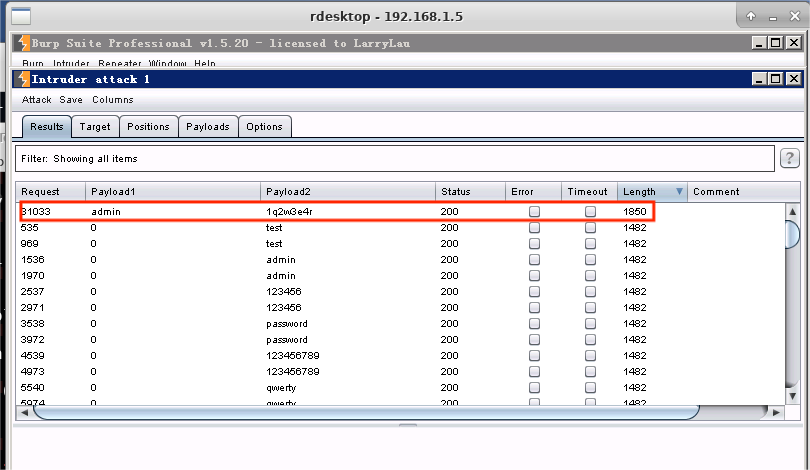 rdesktop - 192.168.1.5
Burp Suite Professional v1.5.20 - licensed to LarryLau
Burp Intruder Repeater Window Help
Intruder attack 1
Attack Save Columns
Results Target Positions Payloads Options
Filter: Showing all items ?
Request Payload1 Payload2 Status Error Timeout Length Comment
31033 admin 1q2w3e4r 200 1850
535 0 test 200 1482
969 0 test 200 1482
1536 0 admin 200 1482
1970 0 admin 200 1482
2537 0 123456 200 1482
2971 0 123456 200 1482
3538 0 password 200 1482
3972 0 password 200 1482
4539 0 123456789 200 1482
4973 0 123456789 200 1482
5540 0 qwerty 200 1482
5974 0 qwerty 200 1482